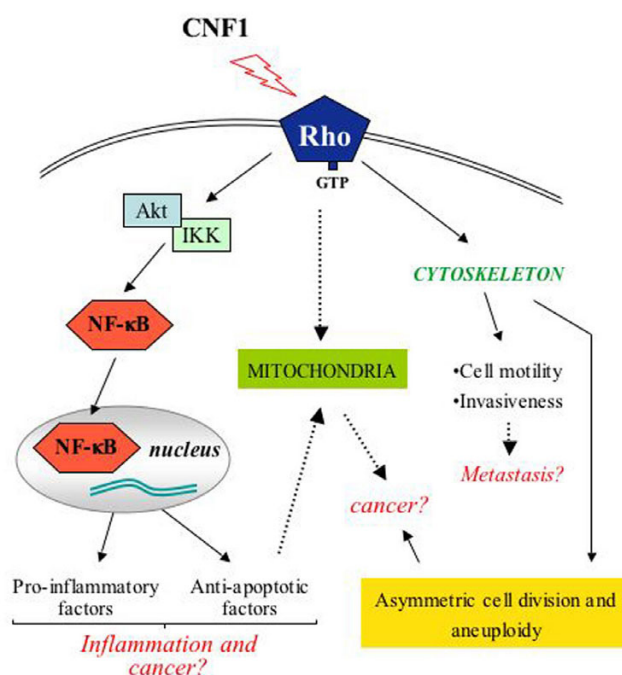 CNF1
Rho
GTP
Akt
IKK
CYTOSKELETON
NF-κB
MITOCHONDRIA
•Cell motility
•Invasiveness
NF-κB nucleus
Metastasis?
cancer?
Pro-inflammatory
factors
Anti-apoptotic
factors
Asymmetric cell division and
aneuploidy
Inflammation and
cancer?